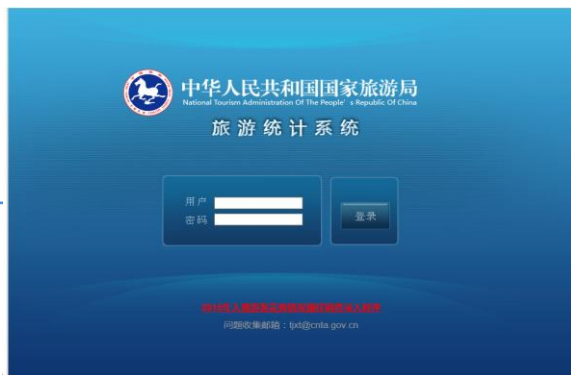 中华人民共和国国家旅游局
National Tourism Administration Of The People's Republic Of China
旅游统计系统
用户
密码
登录
问题收集邮箱：tjxt@cnta.gov.cn